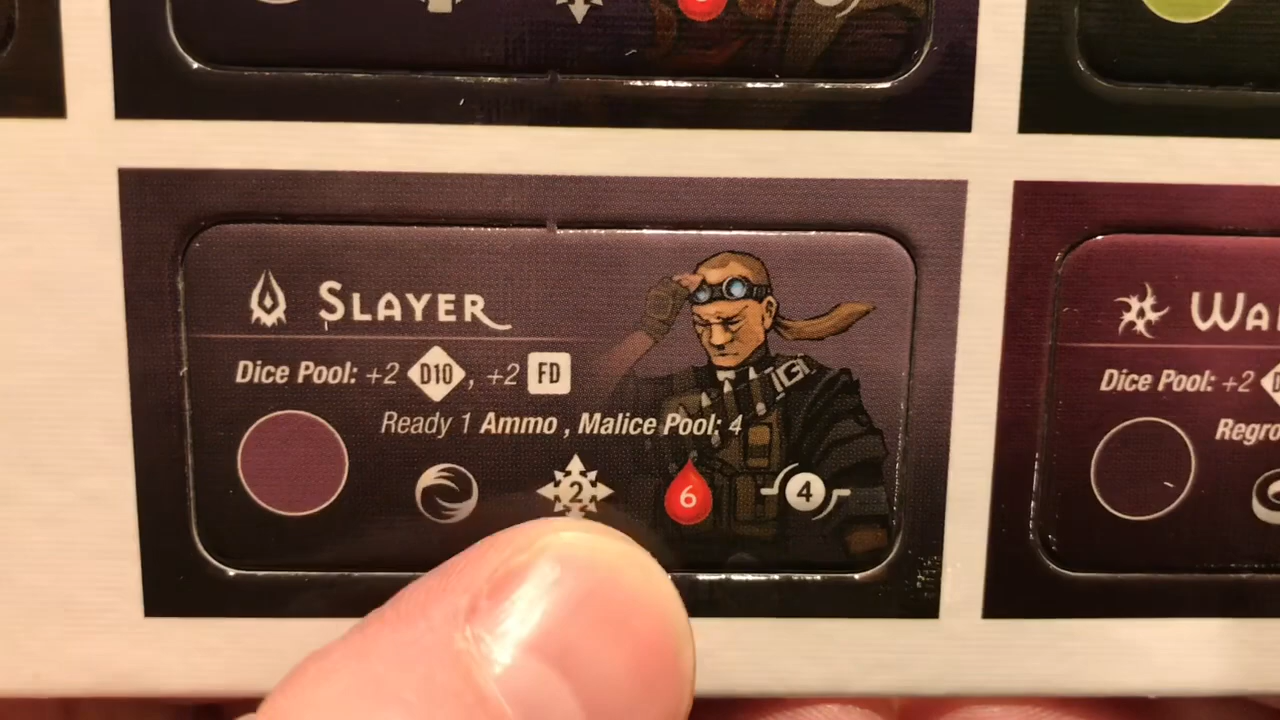 SLAYER
Dice Pool: +2 D10, +2 FD
Ready 1 Ammo , Malice Pool: 4
2 6 4
WA
Dice Pool: +2
Regro